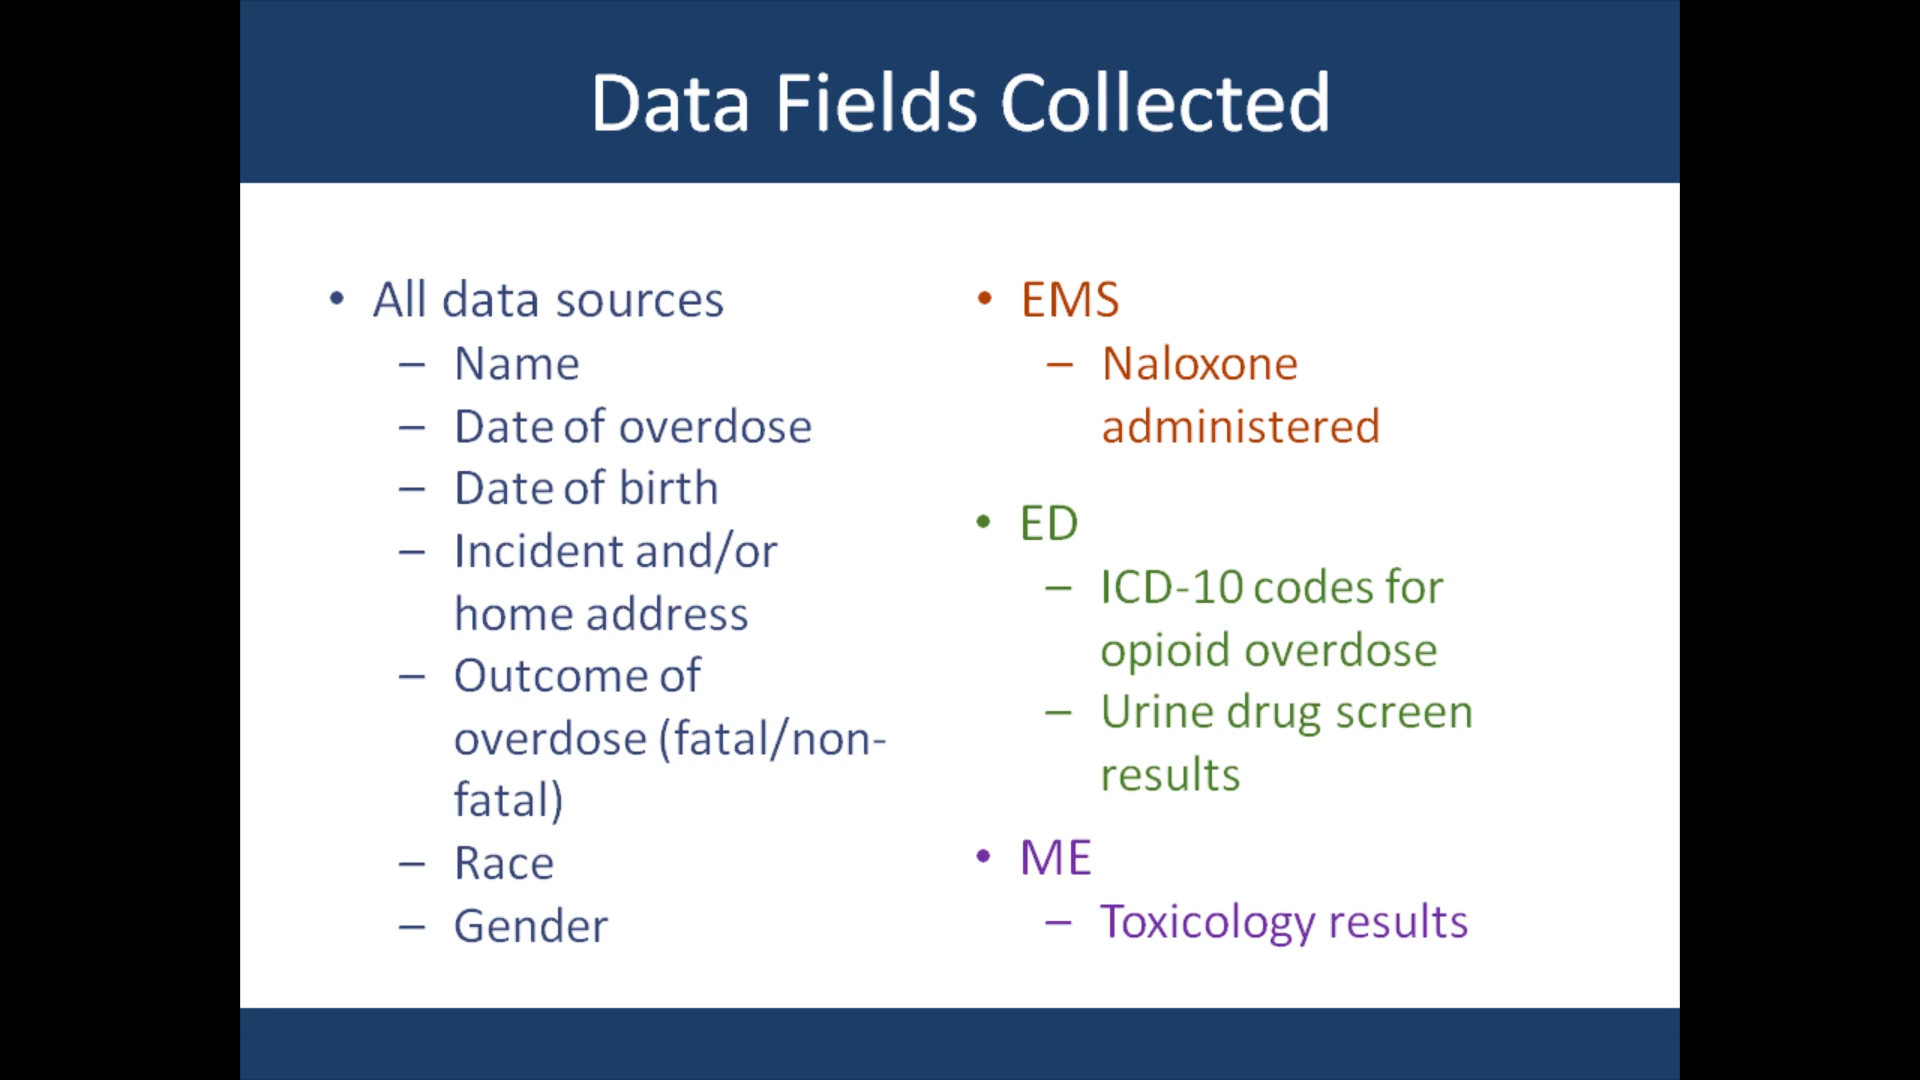 Data Fields Collected
• All data sources
– Name
– Date of overdose
– Date of birth
– Incident and/or
home address
– Outcome of
overdose (fatal/non-
fatal)
– Race
– Gender
• EMS
– Naloxone
administered
• ED
– ICD-10 codes for
opioid overdose
– Urine drug screen
results
• ME
– Toxicology results